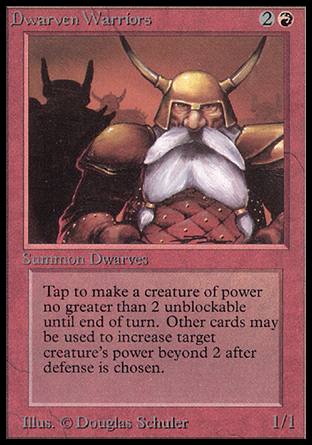 Dwarven Warriors 2
Summon Dwarves
Tap to make a creature of power
no greater than 2 unblockable
until end of turn. Other cards may
be used to increase target
creature's power beyond 2 after
defense is chosen.
Illus. © Douglas Schuler 1/1